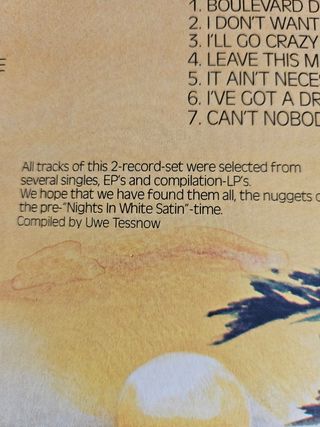 1. BOULEVARD D
2. I DON'T WANT
3. I'LL GO CRAZY
4. LEAVE THIS M
5. IT AIN'T NECES
6. I'VE GOT A DR
7. CAN'T NOBOD
All tracks of this 2-record-set were selected from
several singles, EP's and compilation-LP's.
We hope that we have found them all, the nuggets o
the pre-"Nights In White Satin"-time.
Compiled by Uwe Tessnow